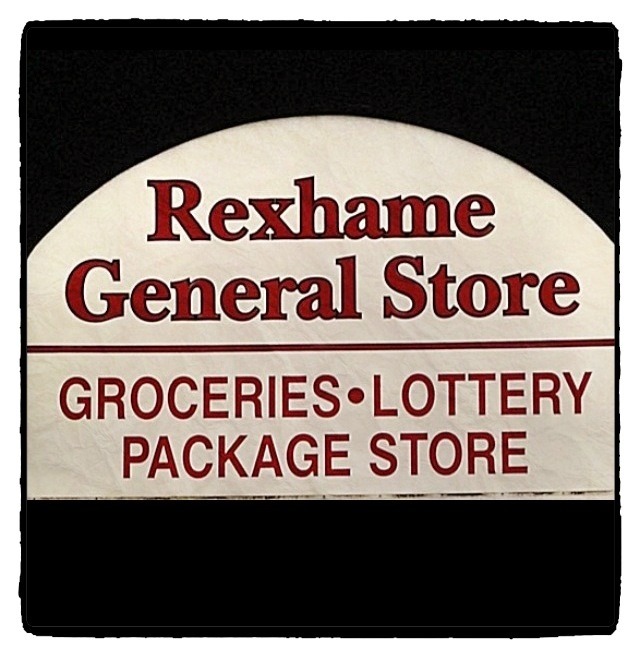 Rexhame
General Store
GROCERIES•LOTTERY
PACKAGE STORE